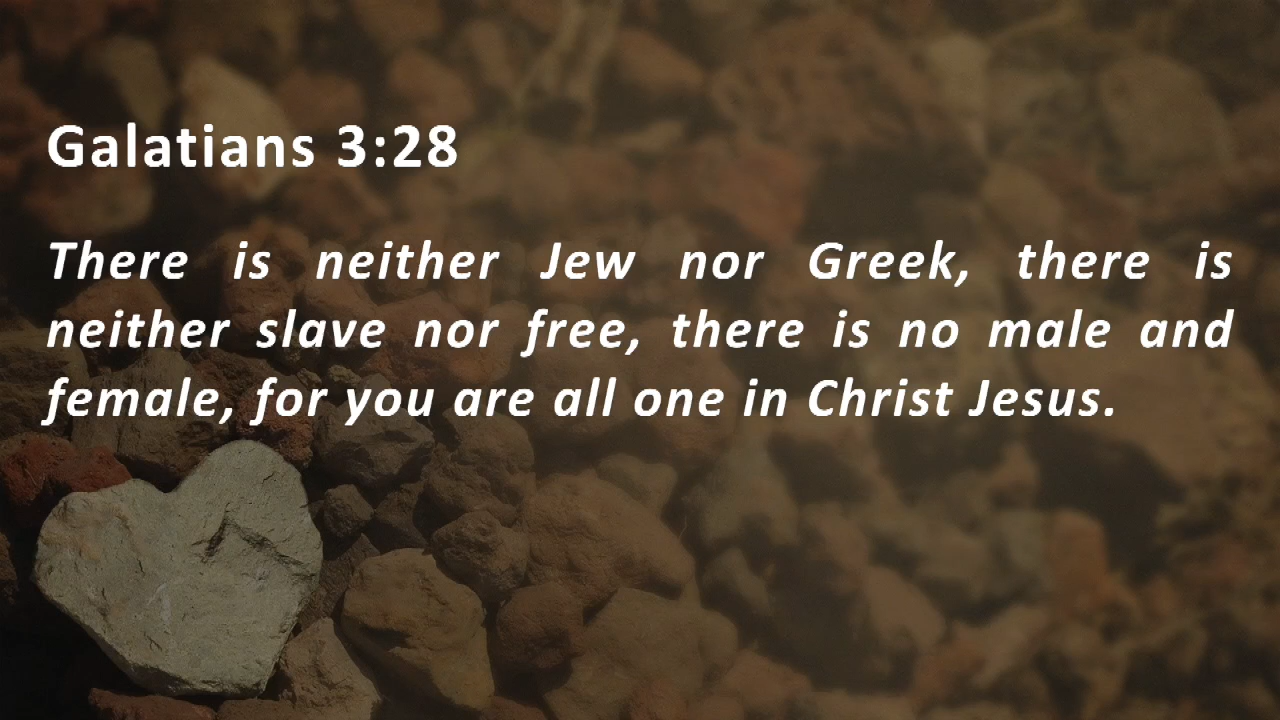 Galatians 3:28
There is neither Jew nor Greek, there is
neither slave nor free, there is no male and
female, for you are all one in Christ Jesus.